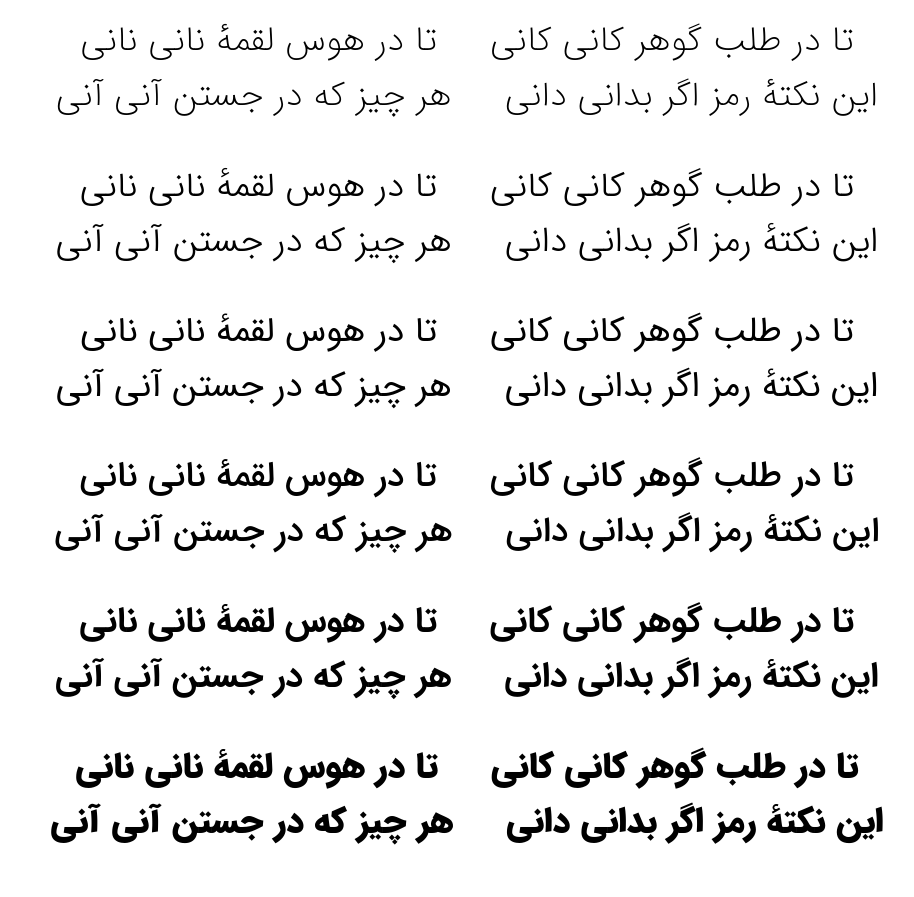 تا در طلب گوهر کانی کانی
تا در هوس لقمهٔ نانی نانی
این نکتهٔ رمز اگر بدانی دانی
هر چیز که در جستن آنی آنی
تا در طلب گوهر کانی کانی
تا در هوس لقمهٔ نانی نانی
این نکتهٔ رمز اگر بدانی دانی
هر چیز که در جستن آنی آنی
تا در طلب گوهر کانی کانی
تا در هوس لقمهٔ نانی نانی
این نکتهٔ رمز اگر بدانی دانی
هر چیز که در جستن آنی آنی
تا در طلب گوهر کانی کانی
تا در هوس لقمهٔ نانی نانی
این نکتهٔ رمز اگر بدانی دانی
هر چیز که در جستن آنی آنی
تا در طلب گوهر کانی کانی
تا در هوس لقمهٔ نانی نانی
این نکتهٔ رمز اگر بدانی دانی
هر چیز که در جستن آنی آنی
تا در طلب گوهر کانی کانی
تا در هوس لقمهٔ نانی نانی
این نکتهٔ رمز اگر بدانی دانی
هر چیز که در جستن آنی آنی